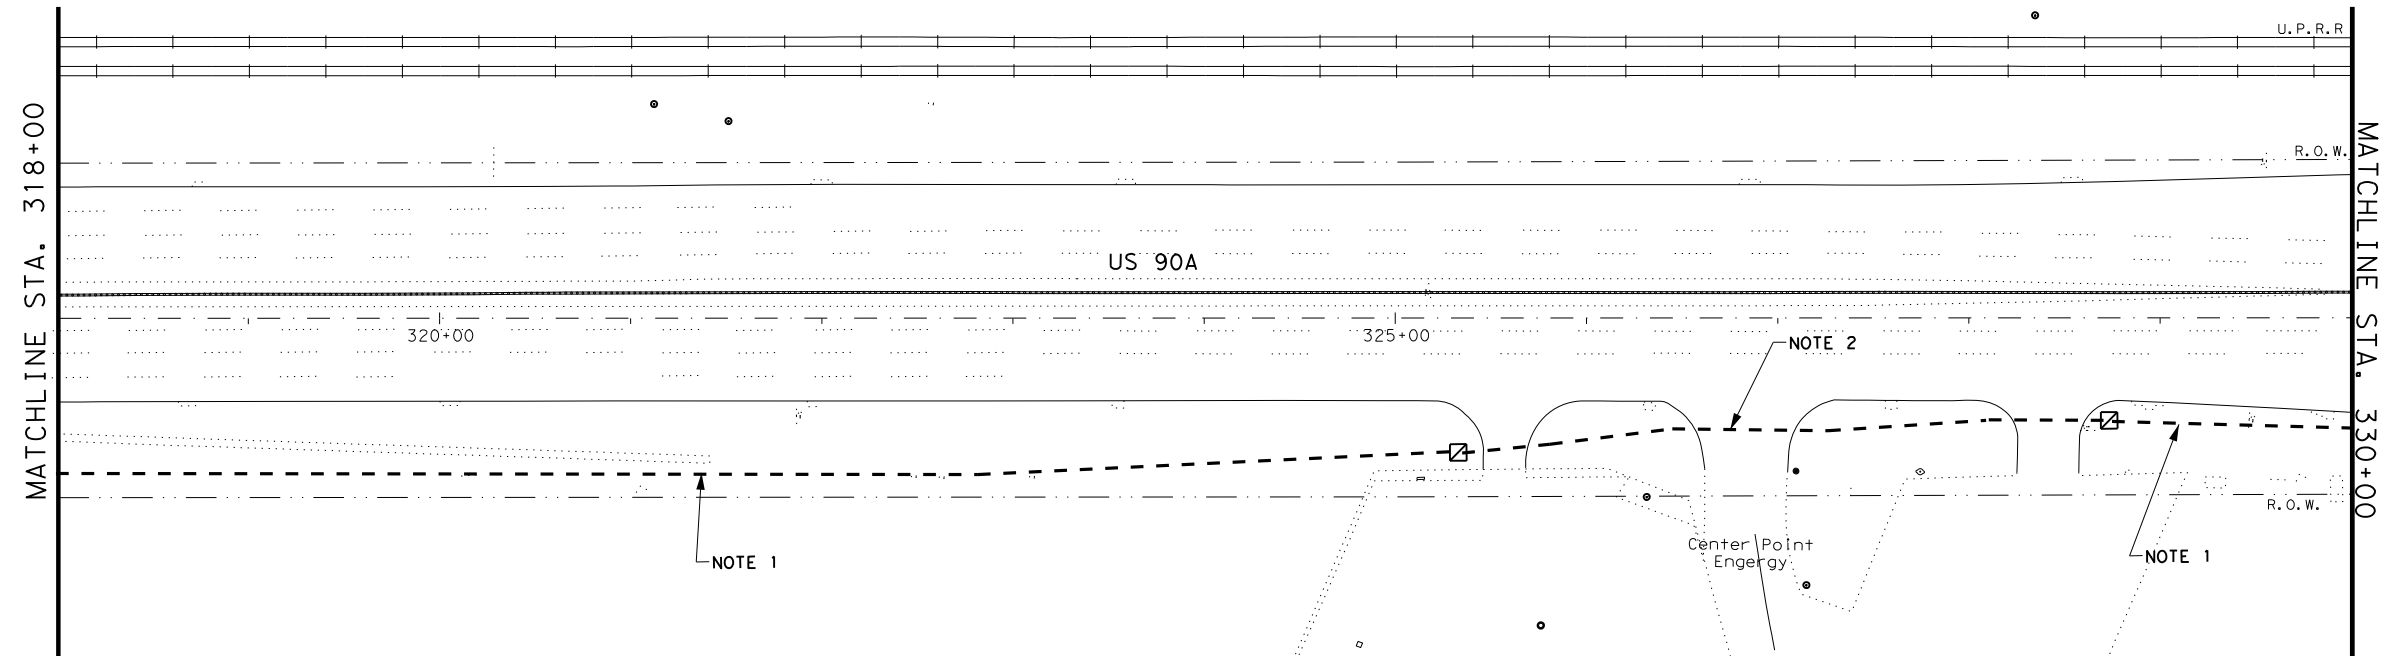 U.P.R.R
MATCHLINE STA. 318+00
MATCHLINE STA. 330+00
R.O.W.
US 90A
320+00
325+00
NOTE 2
R.O.W.
Center Point
Engergy
NOTE 1
NOTE 1